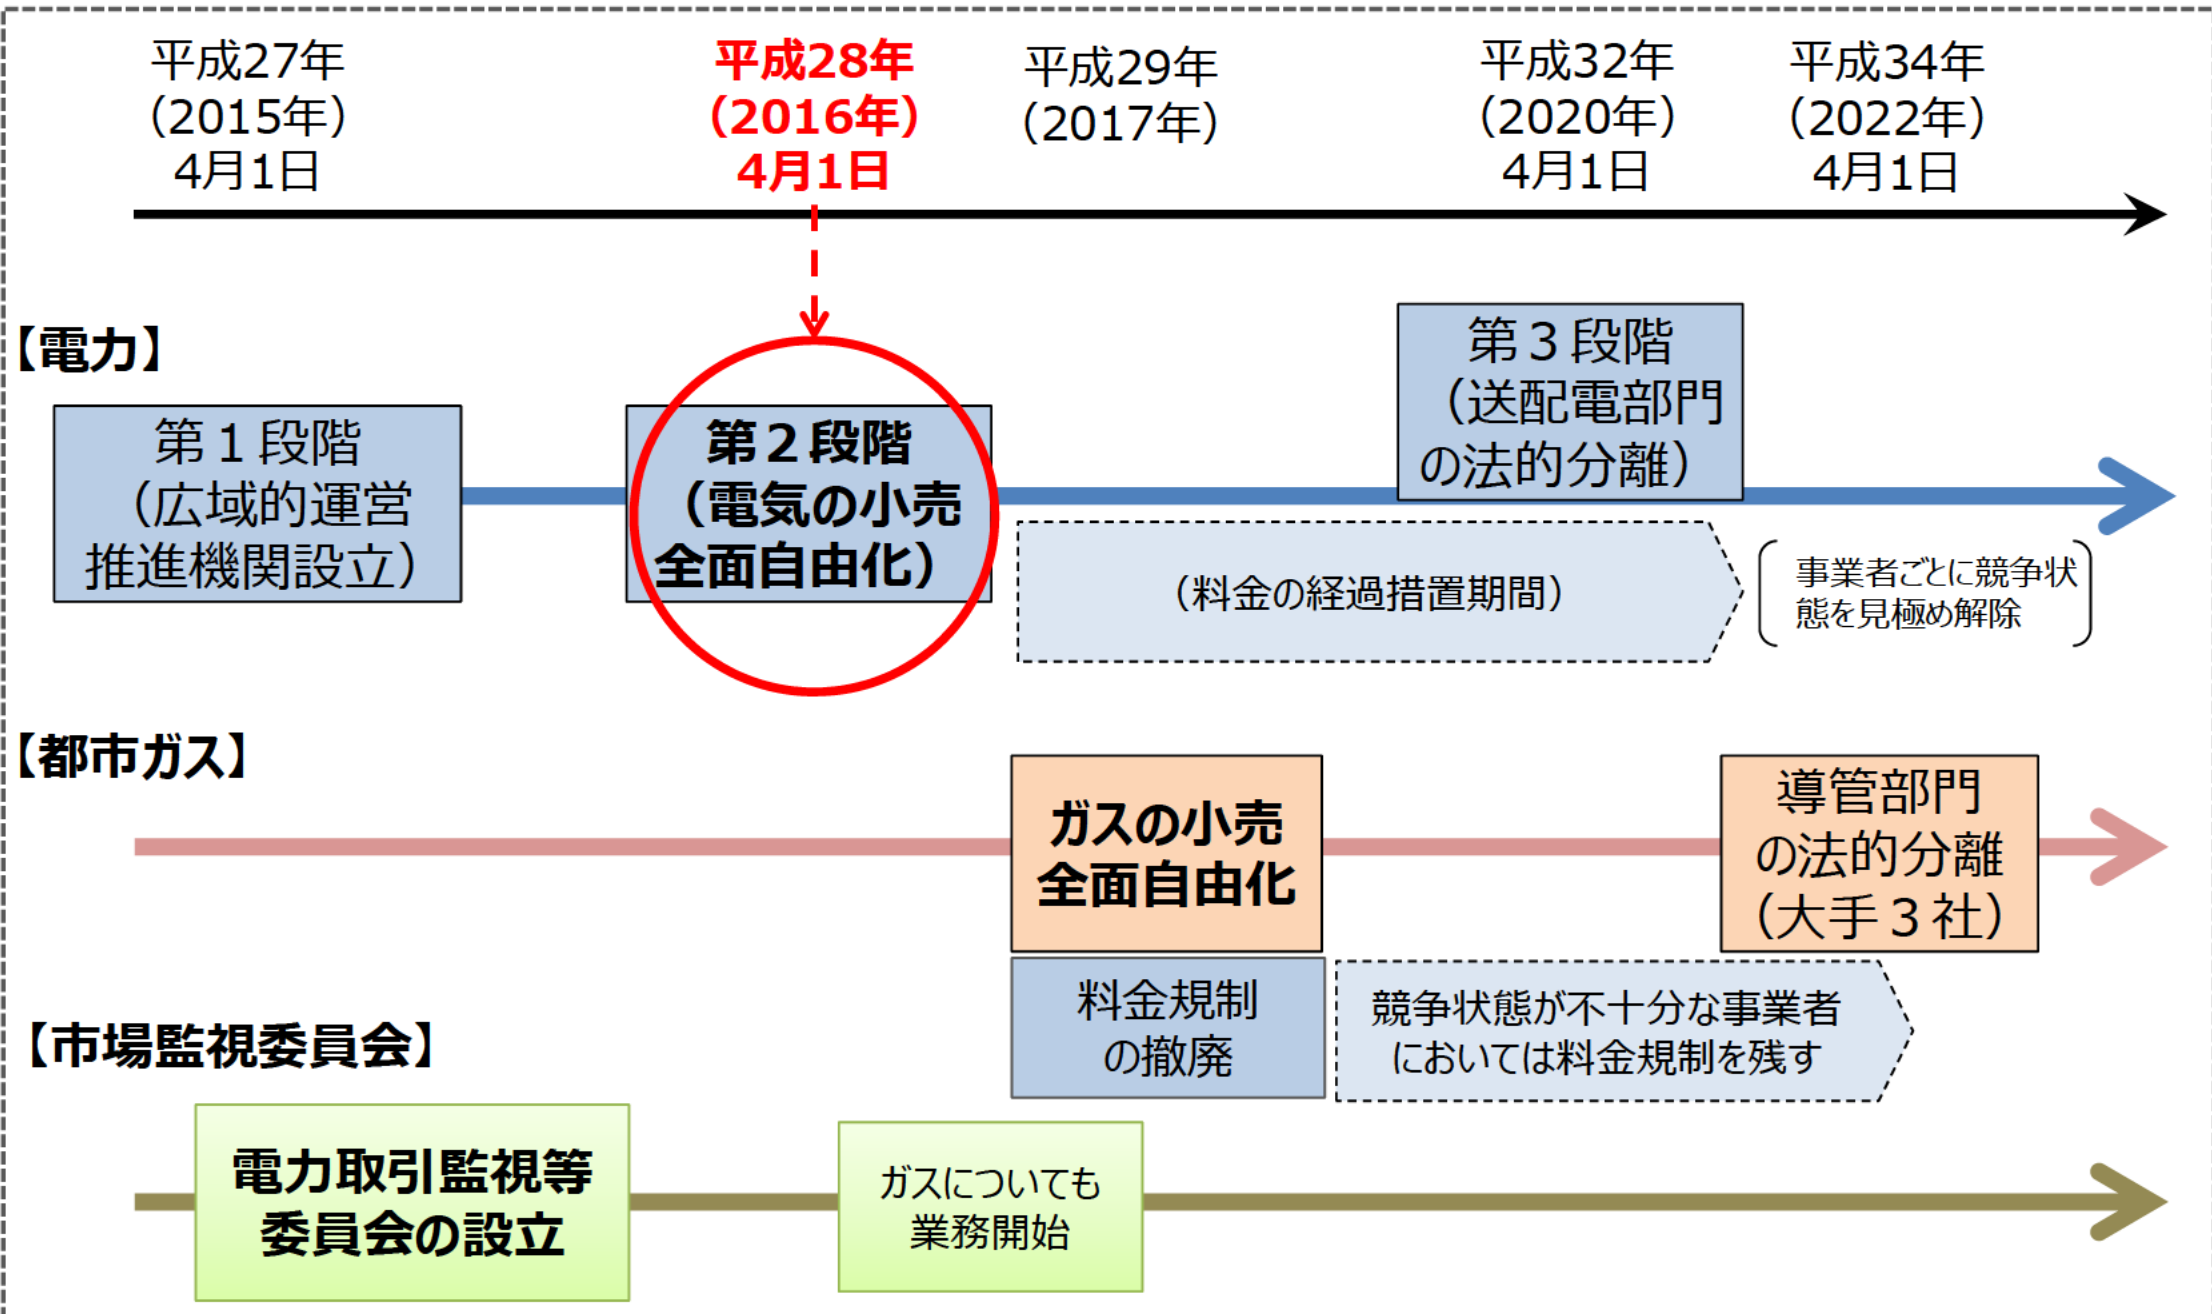 平成27年
（2015年）
4月1日
平成28年
（2016年）
4月1日
平成29年
（2017年）
平成32年
（2020年）
4月1日
平成34年
（2022年）
4月1日
【電力】
第１段階
（広域的運営
推進機関設立）
第２段階
（電気の小売
全面自由化）
第３段階
（送配電部門
の法的分離）
（料金の経過措置期間）
事業者ごとに競争状
態を見極め解除
【都市ガス】
ガスの小売
全面自由化
導管部門
の法的分離
（大手３社）
料金規制
の撤廃
競争状態が不十分な事業者
においては料金規制を残す
【市場監視委員会】
電力取引監視等
委員会の設立
ガスについても
業務開始